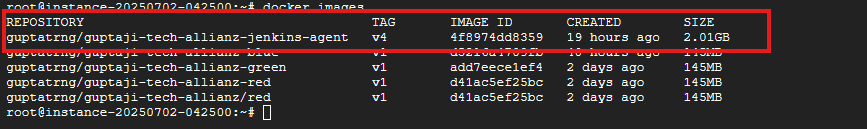 root@instance-20250702-042500:~# docker images
REPOSITORY TAG IMAGE ID CREATED SIZE
guptatrng/guptaji-tech-allianz-jenkins-agent v4 4f8974dd8359 19 hours ago 2.01GB
guptatrng/guptaji-tech-allianz-blue v1 ago 145MB
guptatrng/guptaji-tech-allianz-green v1 add7eece1ef4 2 days ago 145MB
guptatrng/guptaji-tech-allianz-red v1 d41ac5ef25bc 2 days ago 145MB
guptatrng/guptaji-tech-allianz/red v1 d41ac5ef25bc 2 days ago 145MB
root@instance-20250702-042500:~#